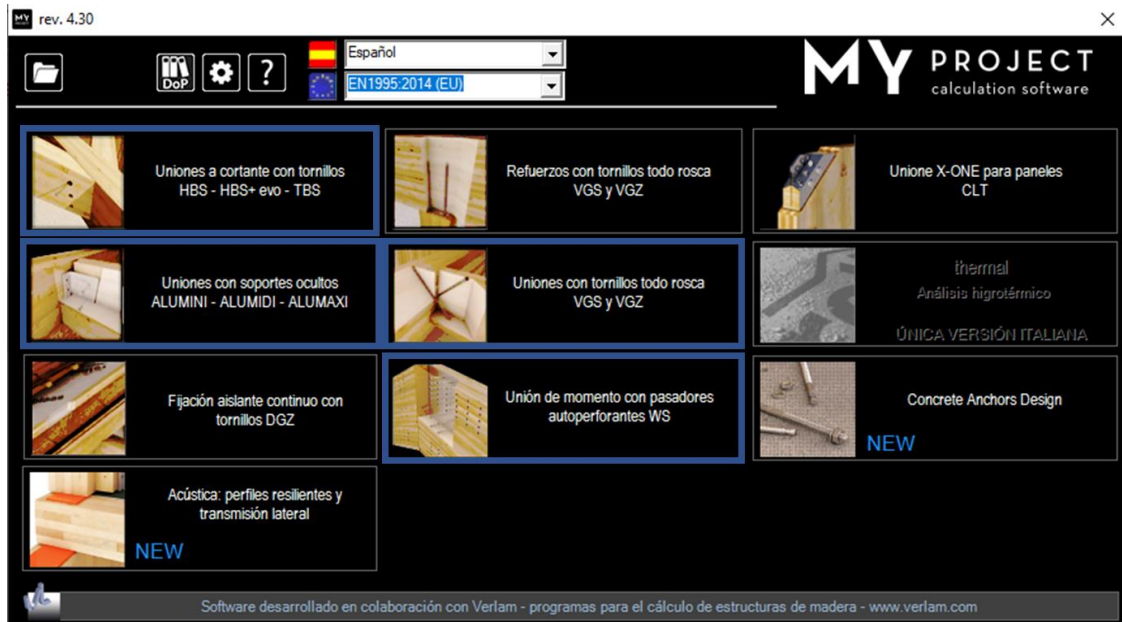 MY PROJECT rev. 4.30
Español
DoP
?
EN1995:2014 (EU)
MY PROJECT
calculation software
Uniones a cortante con tornillos
HBS - HBS+ evo - TBS
Refuerzos con tornillos todo rosca
VGS y VGZ
Unione X-ONE para paneles
CLT
Uniones con soportes ocultos
ALUMINI - ALUMIDI - ALUMAXI
Uniones con tornillos todo rosca
VGS y VGZ
thermal
Análisis higrotérmico
ÚNICA VERSIÓN ITALIANA
Fijación aislante continuo con
tornillos DGZ
Unión de momento con pasadores
autoperforantes WS
Concrete Anchors Design
NEW
Acústica: perfiles resilientes y
transmisión lateral
NEW
Software desarrollado en colaboración con Verlam - programas para el cálculo de estructuras de madera - www.verlam.com